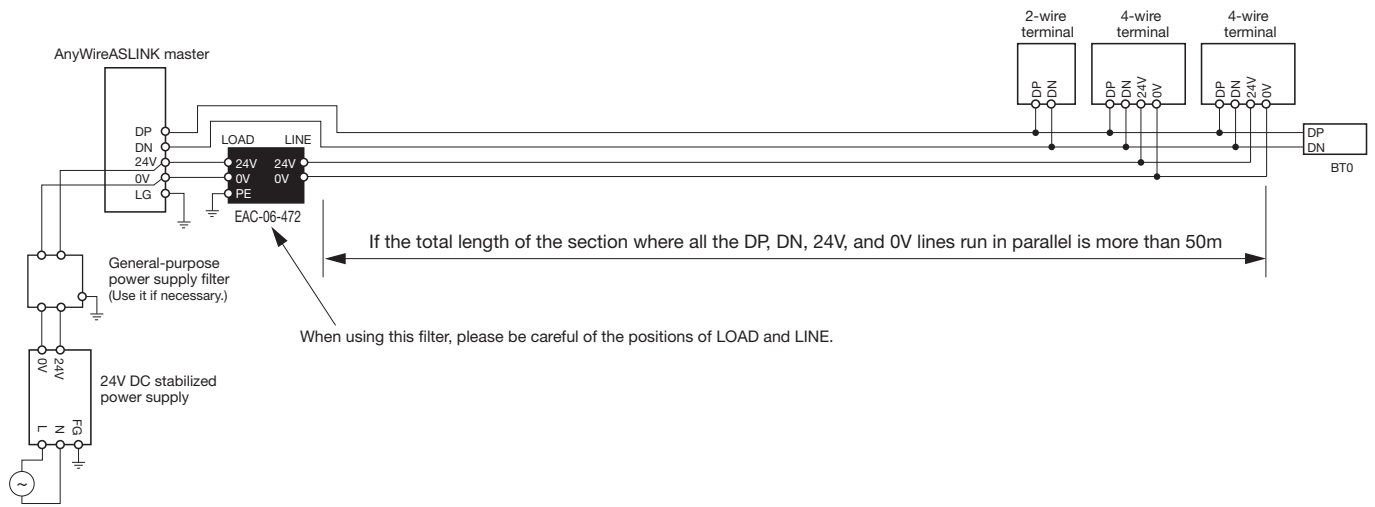 2-wire
terminal
4-wire
terminal
4-wire
terminal
AnyWireASLINK master
DP
DN
24V
0V
LG
LOAD
LINE
24V
0V
PE
24V
0V
EAC-06-472
DP
DN
DP
DN
24V
0V
DP
DN
24V
0V
DP
DN
BT0
If the total length of the section where all the DP, DN, 24V, and 0V lines run in parallel is more than 50m
General-purpose
power supply filter
(Use it if necessary.)
When using this filter, please be careful of the positions of LOAD and LINE.
0V
24V
24V DC stabilized
power supply
L
N
FG
~